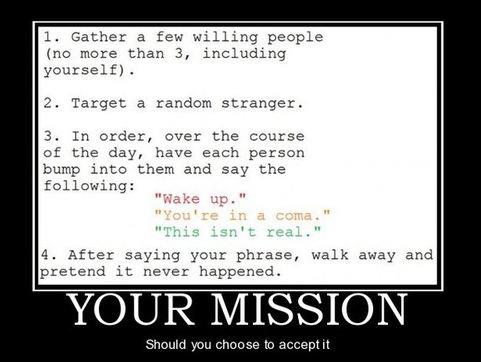 1. Gather a few willing people
(no more than 3, including
yourself).
2. Target a random stranger.
3. In order, over the course
of the day, have each person
bump into them and say the
following:
"Wake up."
"You're in a coma."
"This isn't real."
4. After saying your phrase, walk away and
pretend it never happened.
YOUR MISSION
Should you choose to accept it